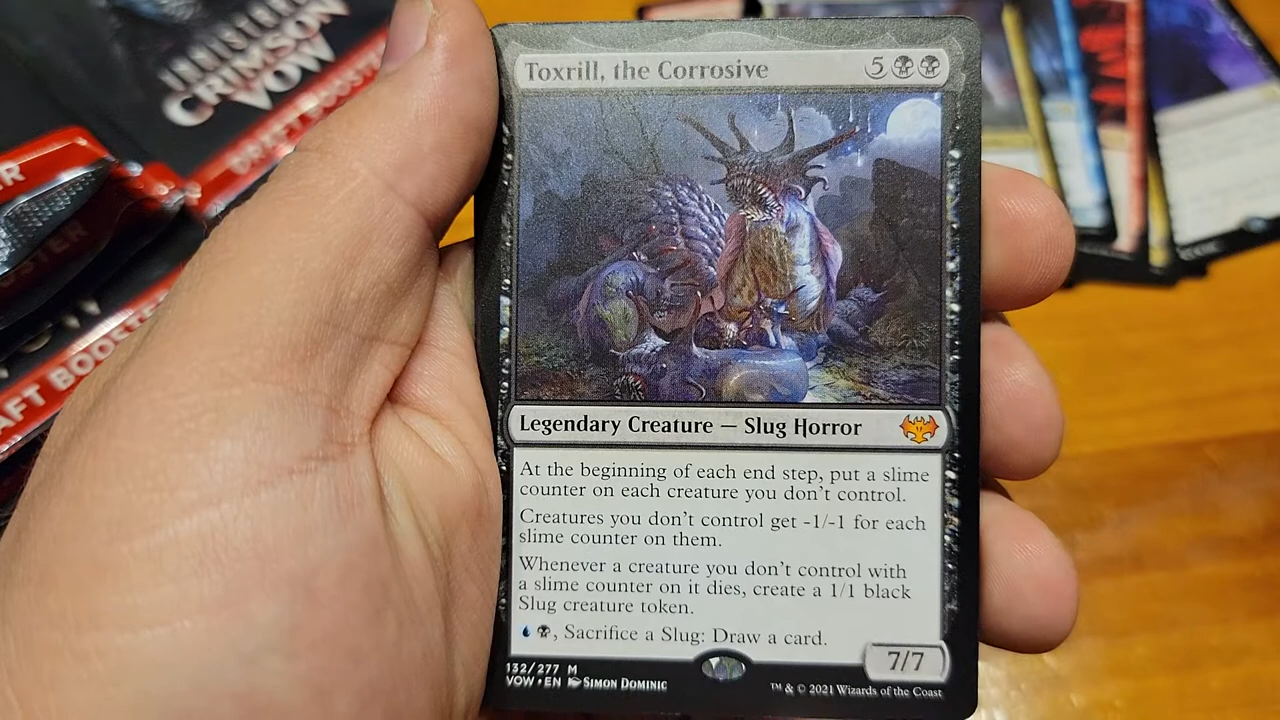 INNISTRAD
CRIMSON
VOW
DRAFT BOOSTER
BOOSTER
DRAFT BOOSTER
Toxrill, the Corrosive 5
Legendary Creature — Slug Horror
At the beginning of each end step, put a slime
counter on each creature you don't control.
Creatures you don't control get -1/-1 for each
slime counter on them.
Whenever a creature you don't control with
a slime counter on it dies, create a 1/1 black
Slug creature token.
, Sacrifice a Slug: Draw a card.
7/7
132/277 M
VOW • EN SIMON DOMINIC
™ & © 2021 Wizards of the Coast